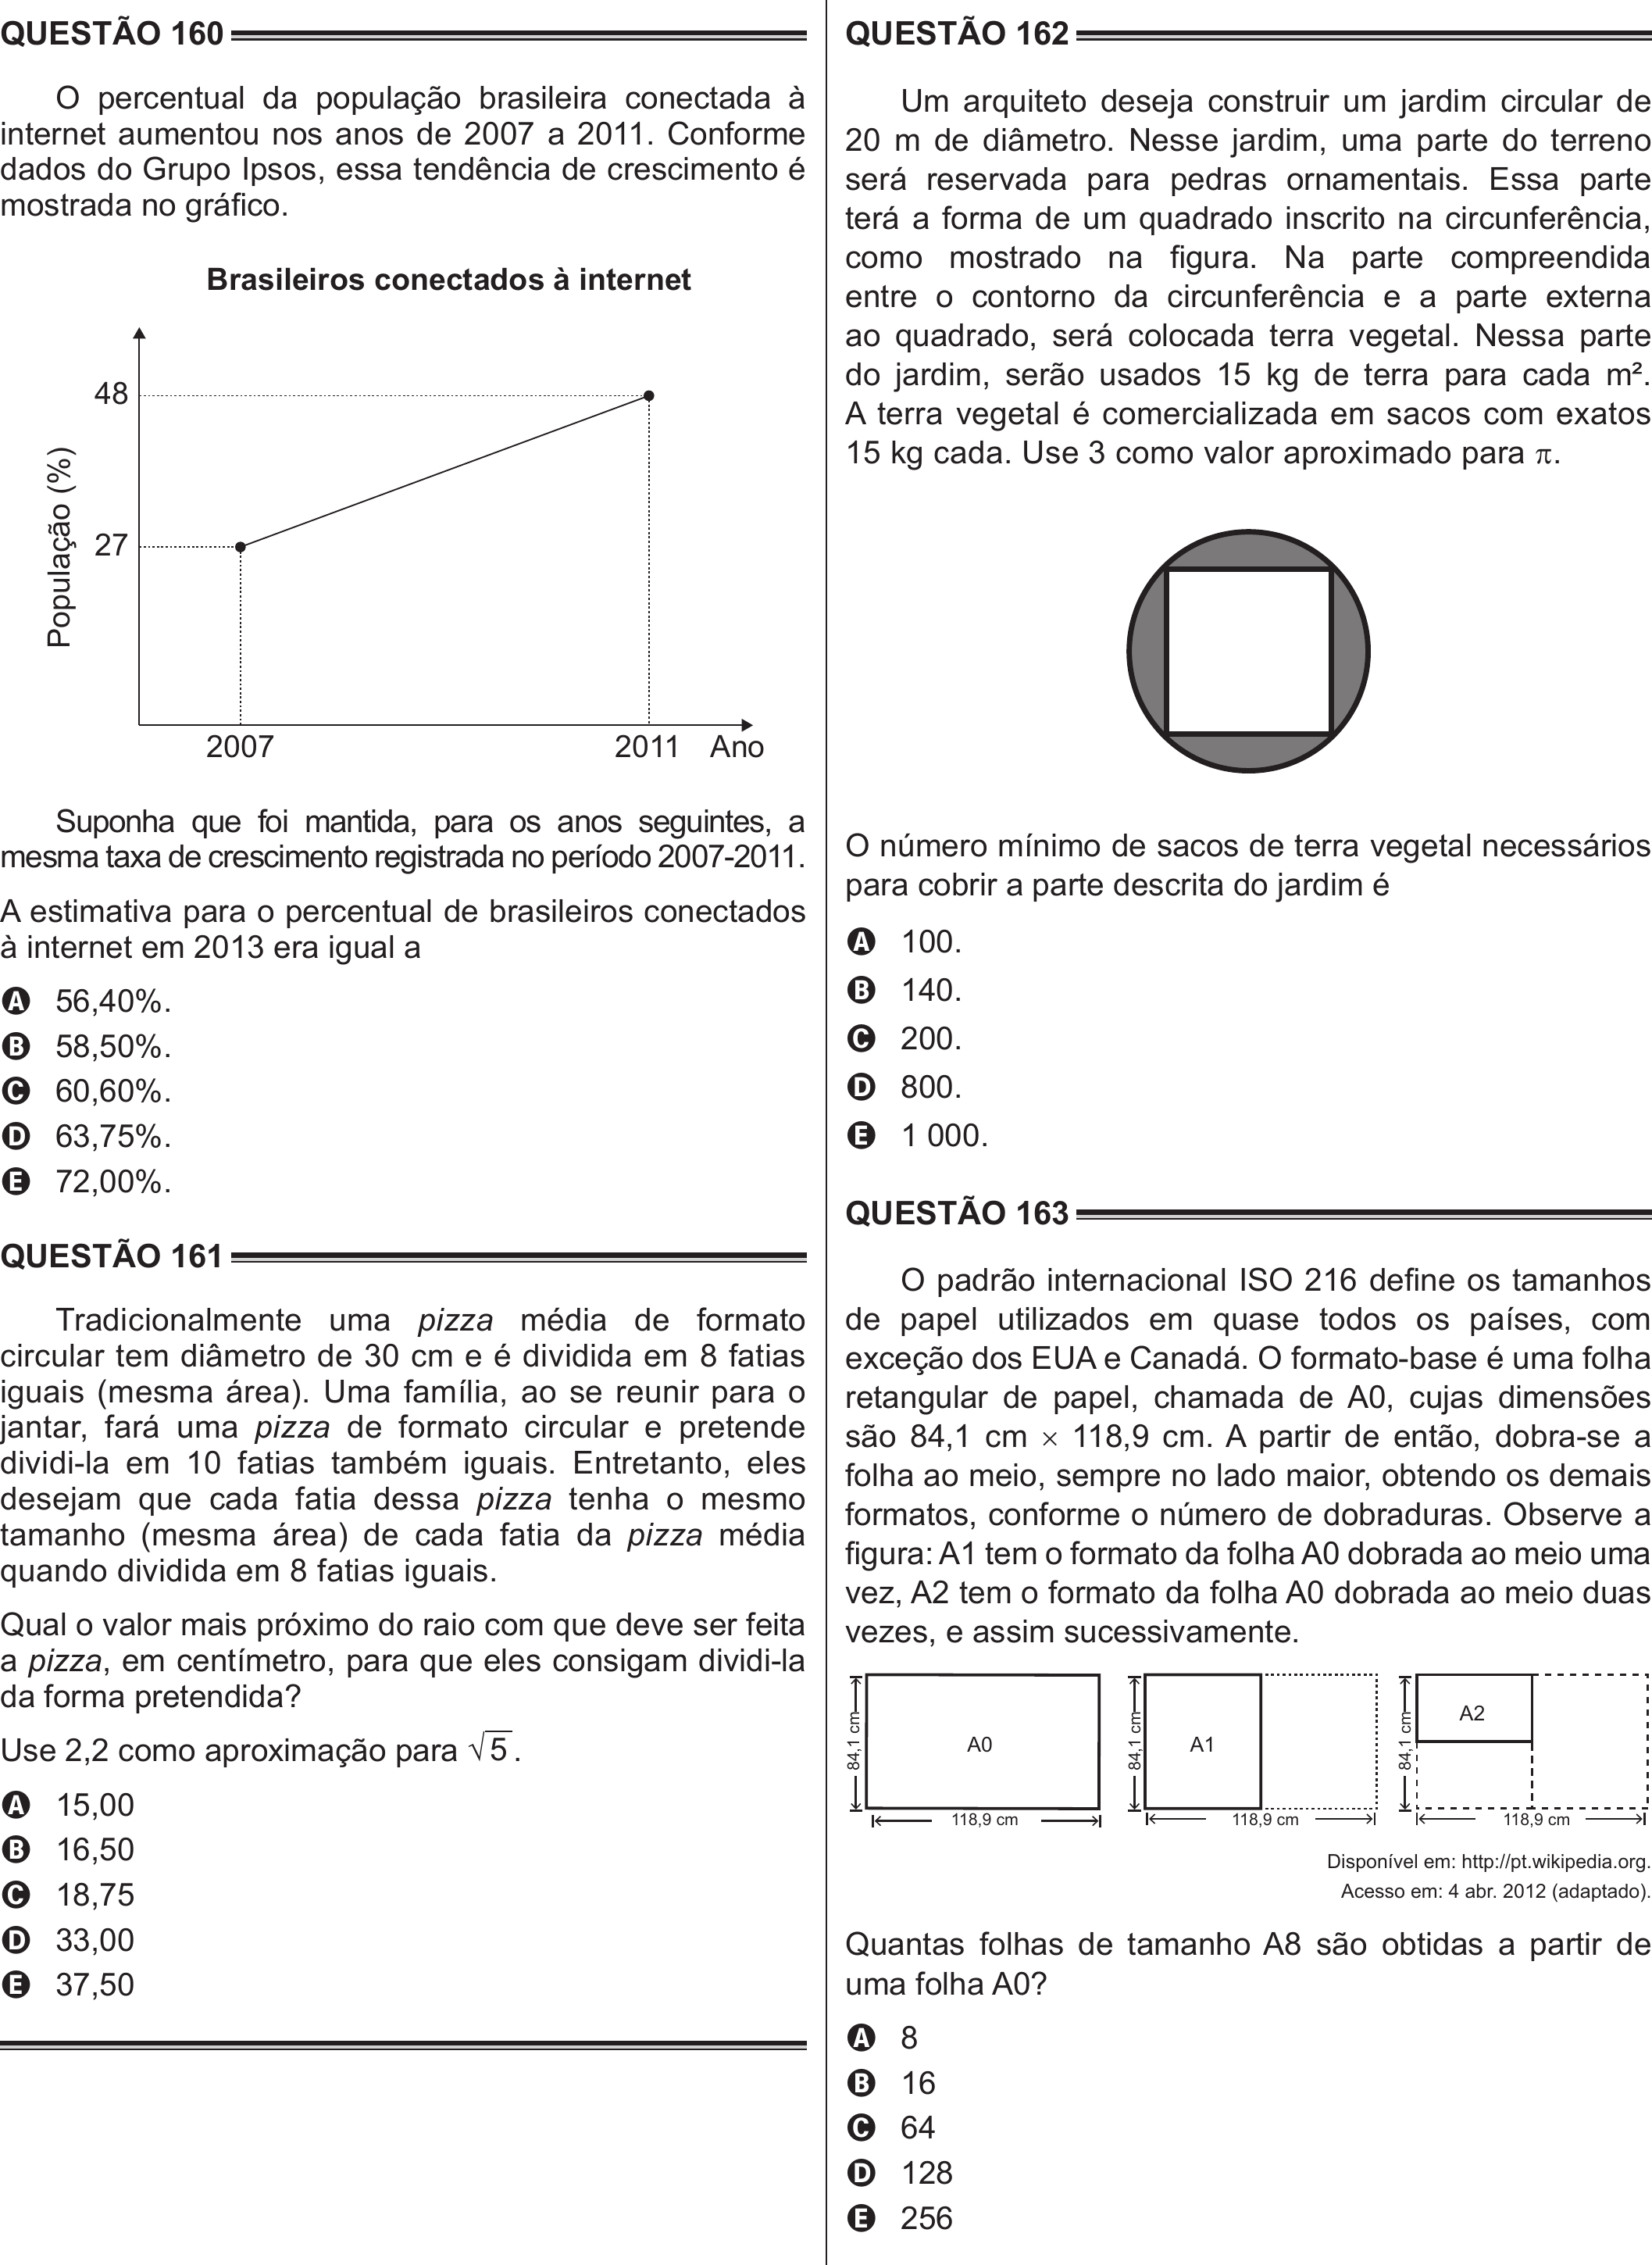 QUESTÃO 160
O percentual da população brasileira conectada à
internet aumentou nos anos de 2007 a 2011. Conforme
dados do Grupo Ipsos, essa tendência de crescimento é
mostrada no gráfico.
Brasileiros conectados à internet
População (%)
48
27
2007
2011
Ano
Suponha que foi mantida, para os anos seguintes, a
mesma taxa de crescimento registrada no período 2007-2011.
A estimativa para o percentual de brasileiros conectados
à internet em 2013 era igual a
A 56,40%.
B 58,50%.
C 60,60%.
D 63,75%.
E 72,00%.
QUESTÃO 161
Tradicionalmente uma pizza média de formato
circular tem diâmetro de 30 cm e é dividida em 8 fatias
iguais (mesma área). Uma família, ao se reunir para o
jantar, fará uma pizza de formato circular e pretende
dividi-la em 10 fatias também iguais. Entretanto, eles
desejam que cada fatia dessa pizza tenha o mesmo
tamanho (mesma área) de cada fatia da pizza média
quando dividida em 8 fatias iguais.
Qual o valor mais próximo do raio com que deve ser feita
a pizza, em centímetro, para que eles consigam dividi-la
da forma pretendida?
Use 2,2 como aproximação para √5.
A 15,00
B 16,50
C 18,75
D 33,00
E 37,50
QUESTÃO 162
Um arquiteto deseja construir um jardim circular de
20 m de diâmetro. Nesse jardim, uma parte do terreno
será reservada para pedras ornamentais. Essa parte
terá a forma de um quadrado inscrito na circunferência,
como mostrado na figura. Na parte compreendida
entre o contorno da circunferência e a parte externa
ao quadrado, será colocada terra vegetal. Nessa parte
do jardim, serão usados 15 kg de terra para cada m².
A terra vegetal é comercializada em sacos com exatos
15 kg cada. Use 3 como valor aproximado para π.
O número mínimo de sacos de terra vegetal necessários
para cobrir a parte descrita do jardim é
A 100.
B 140.
C 200.
D 800.
E 1 000.
QUESTÃO 163
O padrão internacional ISO 216 define os tamanhos
de papel utilizados em quase todos os países, com
exceção dos EUA e Canadá. O formato-base é uma folha
retangular de papel, chamada de A0, cujas dimensões
são 84,1 cm × 118,9 cm. A partir de então, dobra-se a
folha ao meio, sempre no lado maior, obtendo os demais
formatos, conforme o número de dobraduras. Observe a
figura: A1 tem o formato da folha A0 dobrada ao meio uma
vez, A2 tem o formato da folha A0 dobrada ao meio duas
vezes, e assim sucessivamente.
84,1 cm
A0
118,9 cm
84,1 cm
A1
118,9 cm
84,1 cm
A2
118,9 cm
Disponível em: http://pt.wikipedia.org.
Acesso em: 4 abr. 2012 (adaptado).
Quantas folhas de tamanho A8 são obtidas a partir de
uma folha A0?
A 8
B 16
C 64
D 128
E 256